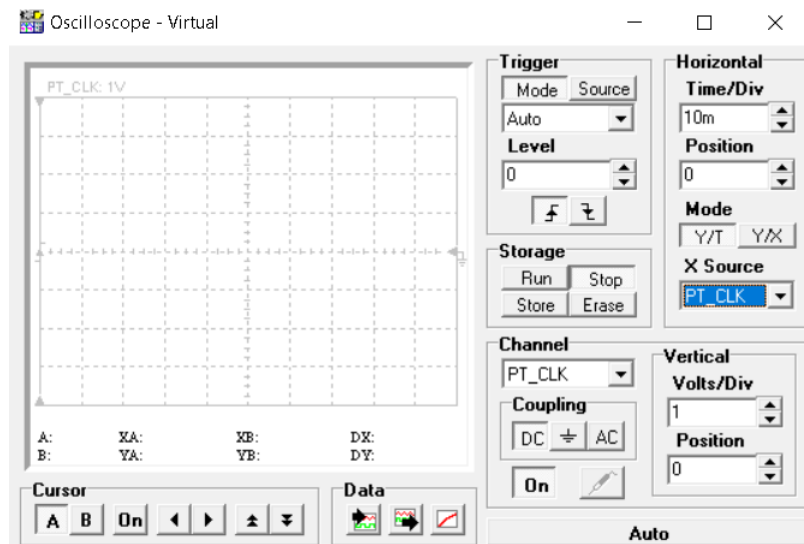 Oscilloscope - Virtual
PT_CLK: 1V
A: XA: XB: DX:
B: YA: YB: DY:
Cursor
A B On
Data
Trigger
Mode Source
Auto
Level
0
Storage
Run Stop
Store Erase
Horizontal
Time/Div
10m
Position
0
Mode
Y/T Y/X
X Source
PT_CLK
Channel
PT_CLK
Coupling
DC AC
On
Vertical
Volts/Div
1
Position
0
Auto